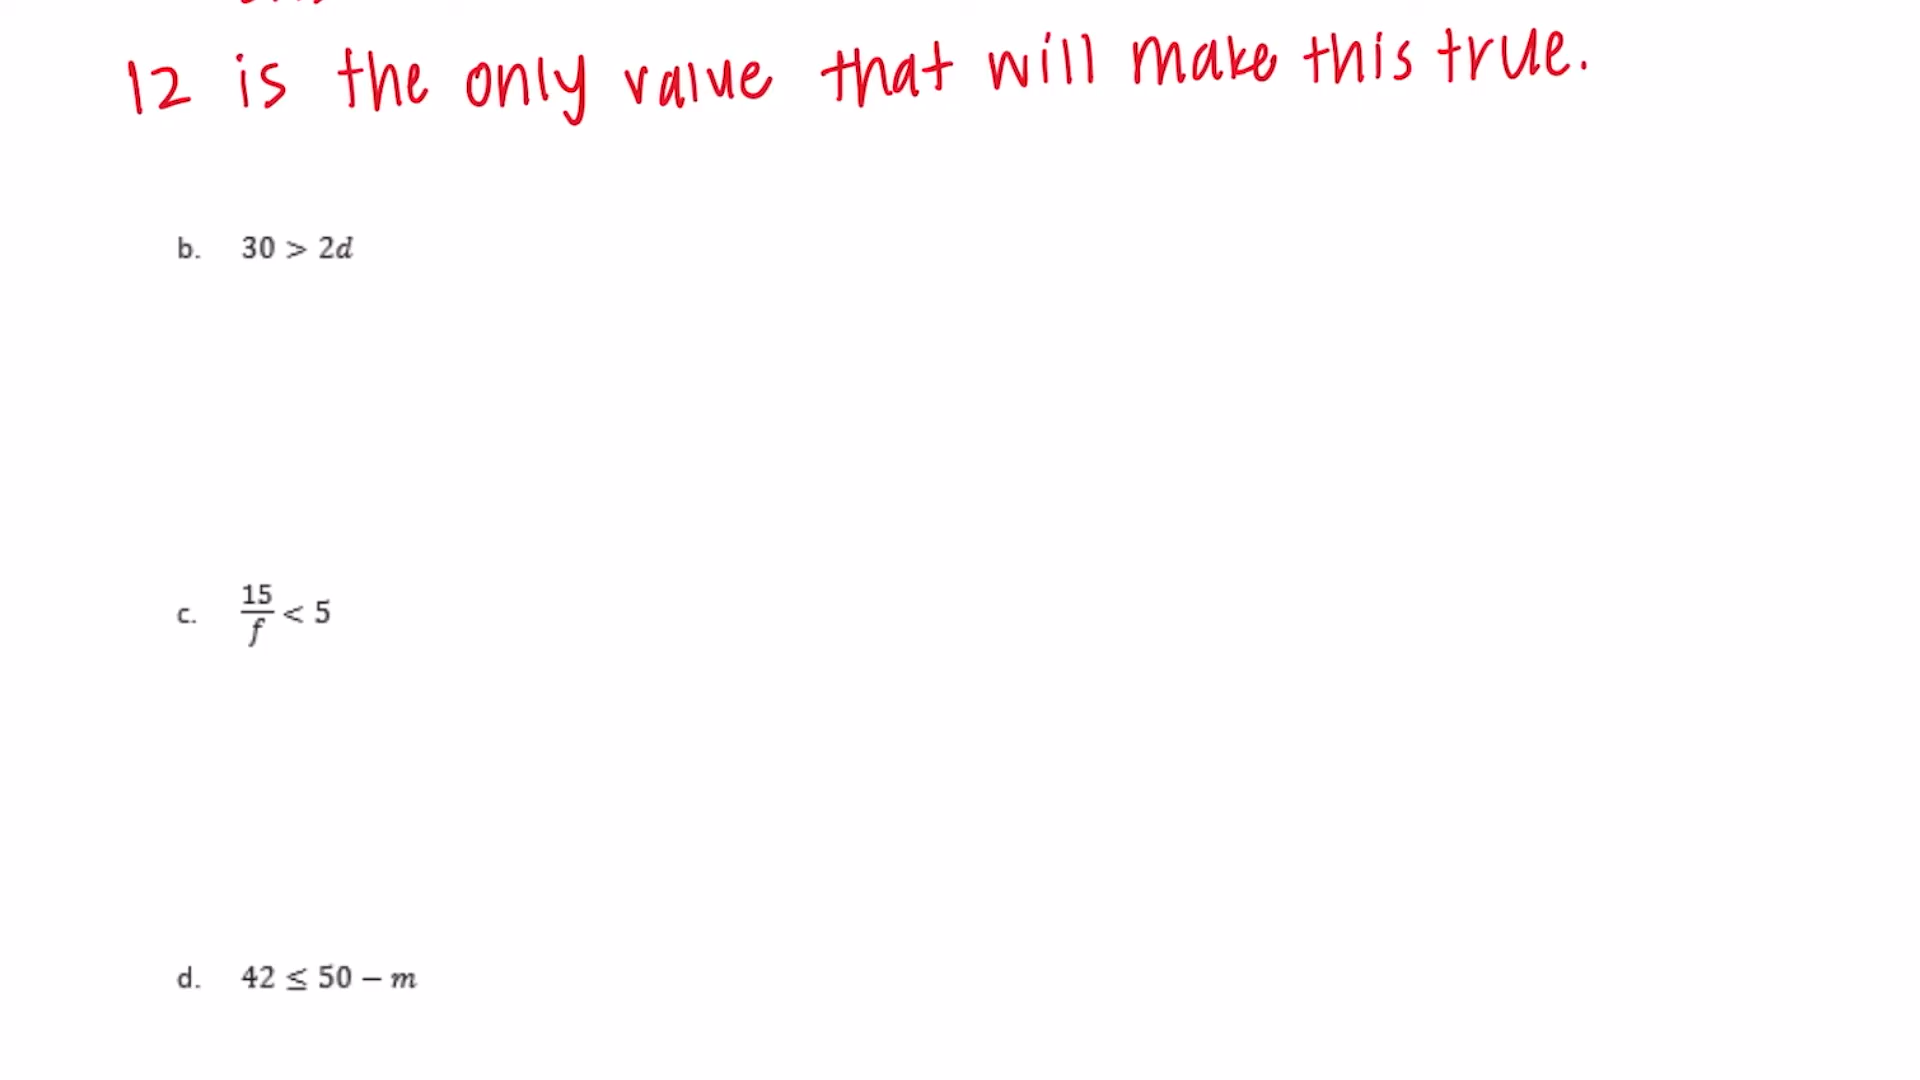 12 is the only value that will make this true.
b. 30 > 2d
c. 15/f < 5
d. 42 ≤ 50 − m